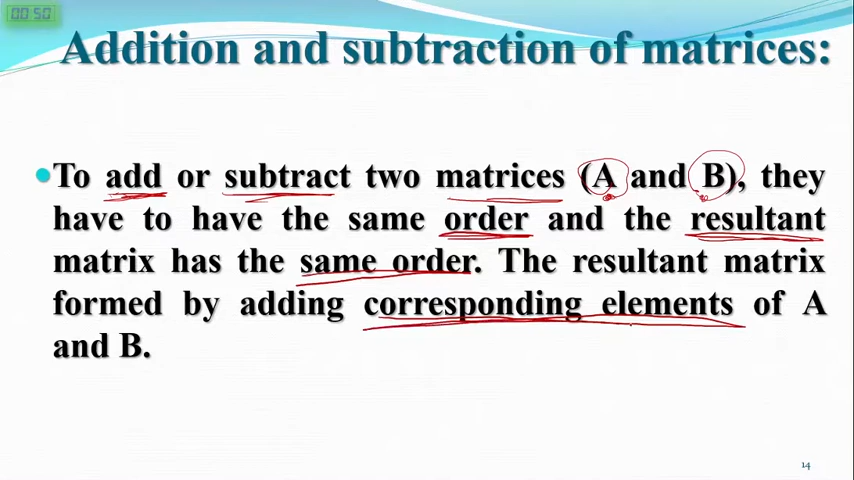 00:50
Addition and subtraction of matrices:
To add or subtract two matrices (A and B), they
have to have the same order and the resultant
matrix has the same order. The resultant matrix
formed by adding corresponding elements of A
and B.
14